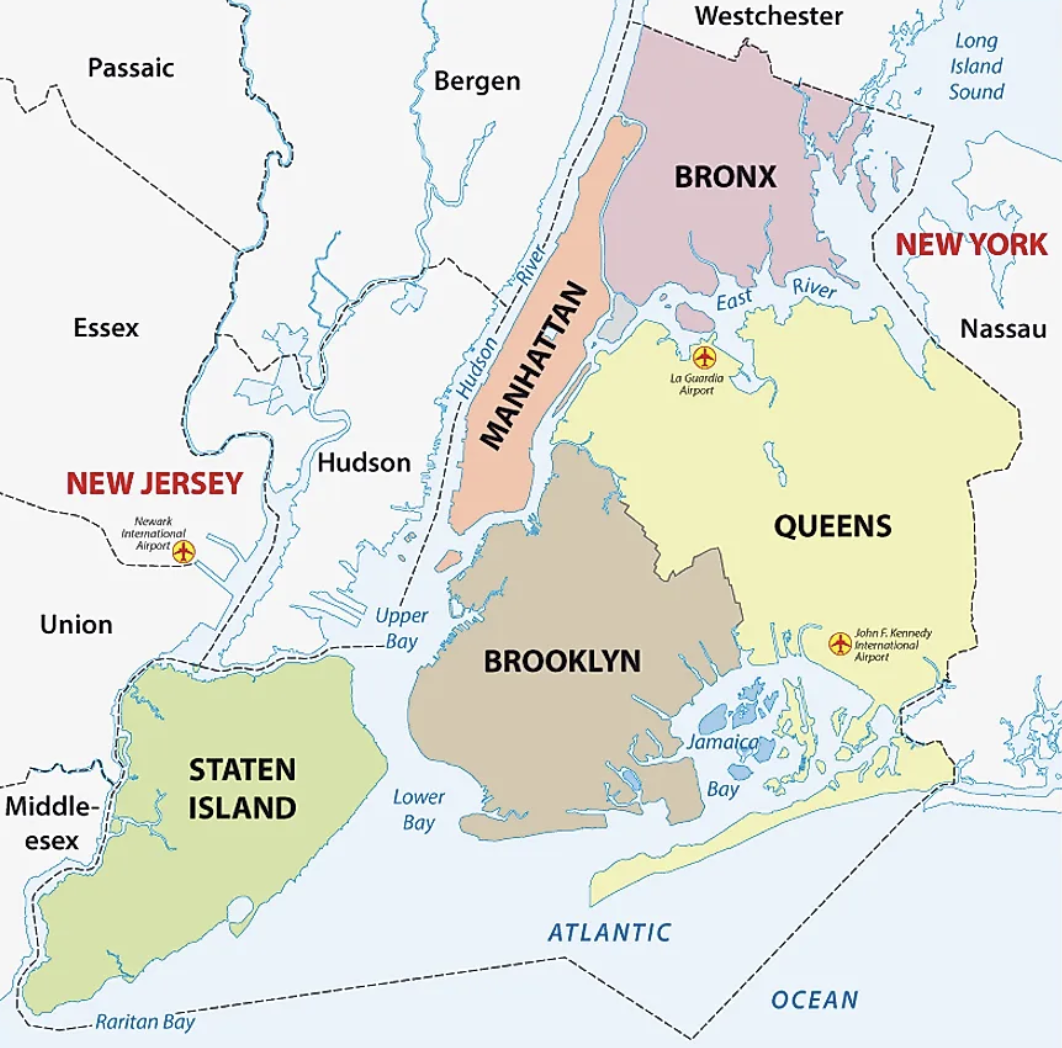 Westchester
Passaic
Bergen
Long
Island
Sound
BRONX
NEW YORK
River
East River
MANHATTAN
Essex
Nassau
Hudson
La Guardia
Airport
Hudson
NEW JERSEY
Newark
International
Airport
QUEENS
Union
Upper
Bay
John F. Kennedy
International
Airport
BROOKLYN
Jamaica
Bay
STATEN
ISLAND
Middle-
esex
Lower
Bay
ATLANTIC
OCEAN
Raritan Bay